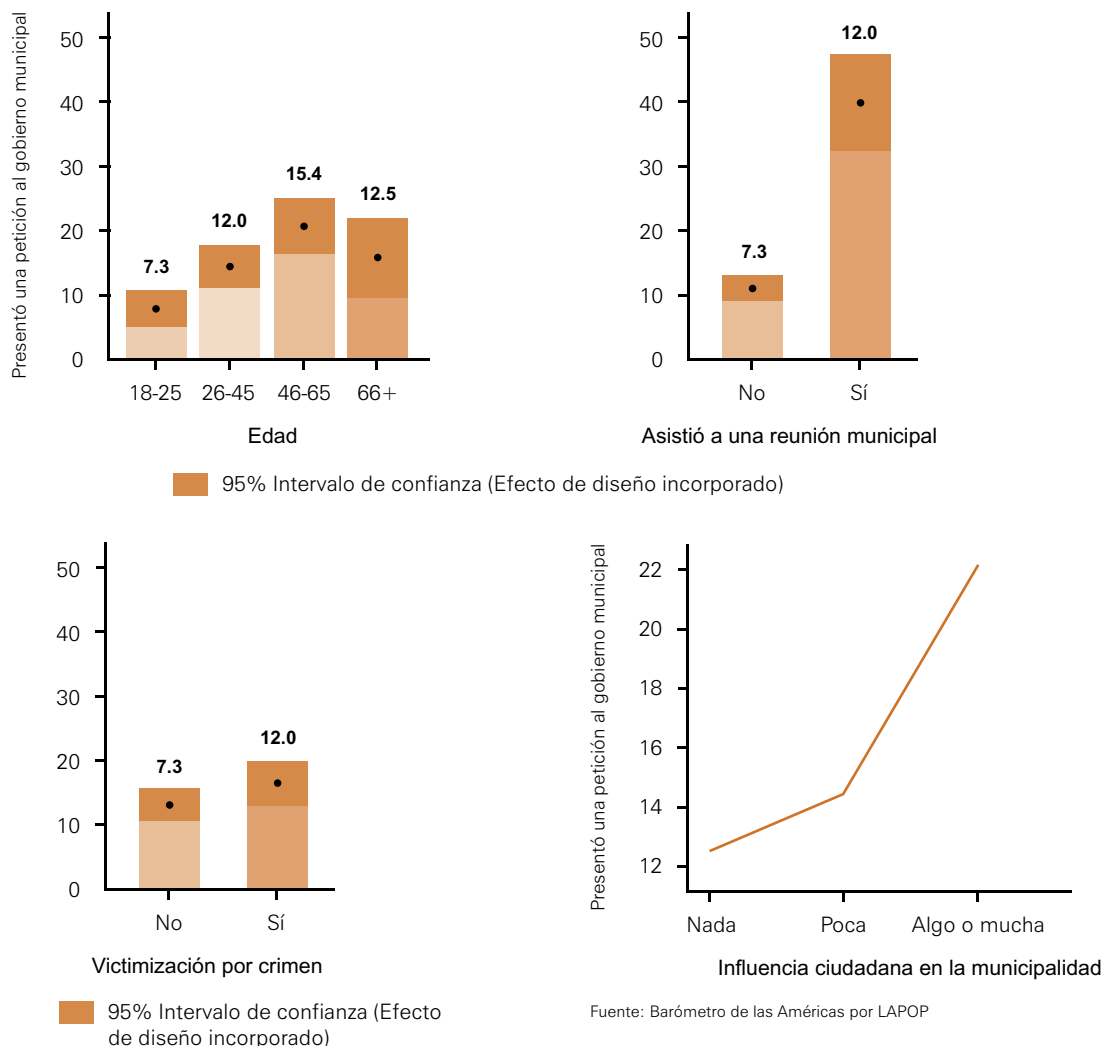 Presentó una petición al gobierno municipal
50
40
30
20
10
0
7.3
12.0
15.4
12.5
18-25
26-45
46-65
66+
Edad
50
40
30
20
10
0
7.3
12.0
No
Sí
Asistió a una reunión municipal
95% Intervalo de confianza (Efecto de diseño incorporado)
50
40
30
20
10
0
7.3
12.0
No
Sí
Victimización por crimen
95% Intervalo de confianza (Efecto
de diseño incorporado)
Presentó una petición al gobierno municipal
22
20
18
16
14
12
Nada
Poca
Algo o mucha
Influencia ciudadana en la municipalidad
Fuente: Barómetro de las Américas por LAPOP